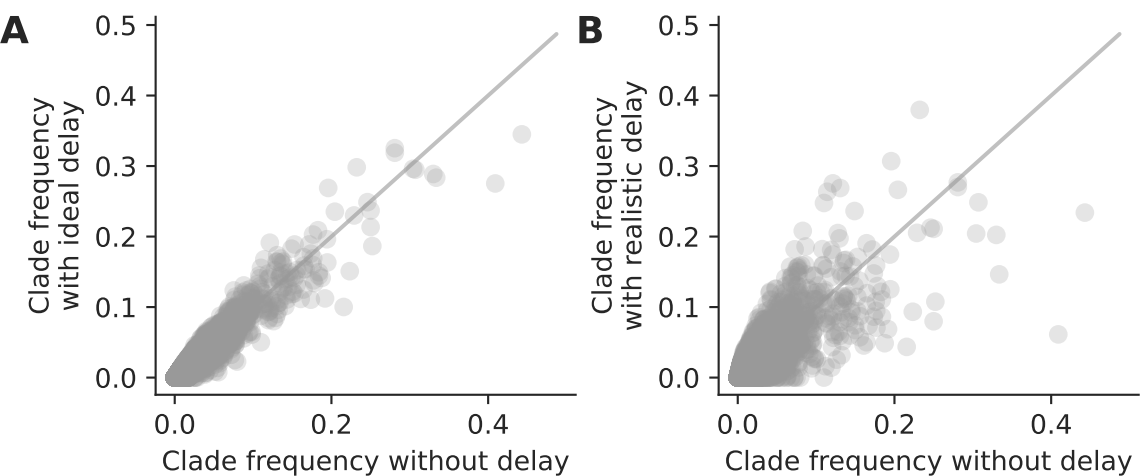 A
Clade frequency
with ideal delay
0.5
0.4
0.3
0.2
0.1
0.0
0.0 0.2 0.4
Clade frequency without delay
B
Clade frequency
with realistic delay
0.5
0.4
0.3
0.2
0.1
0.0
0.0 0.2 0.4
Clade frequency without delay